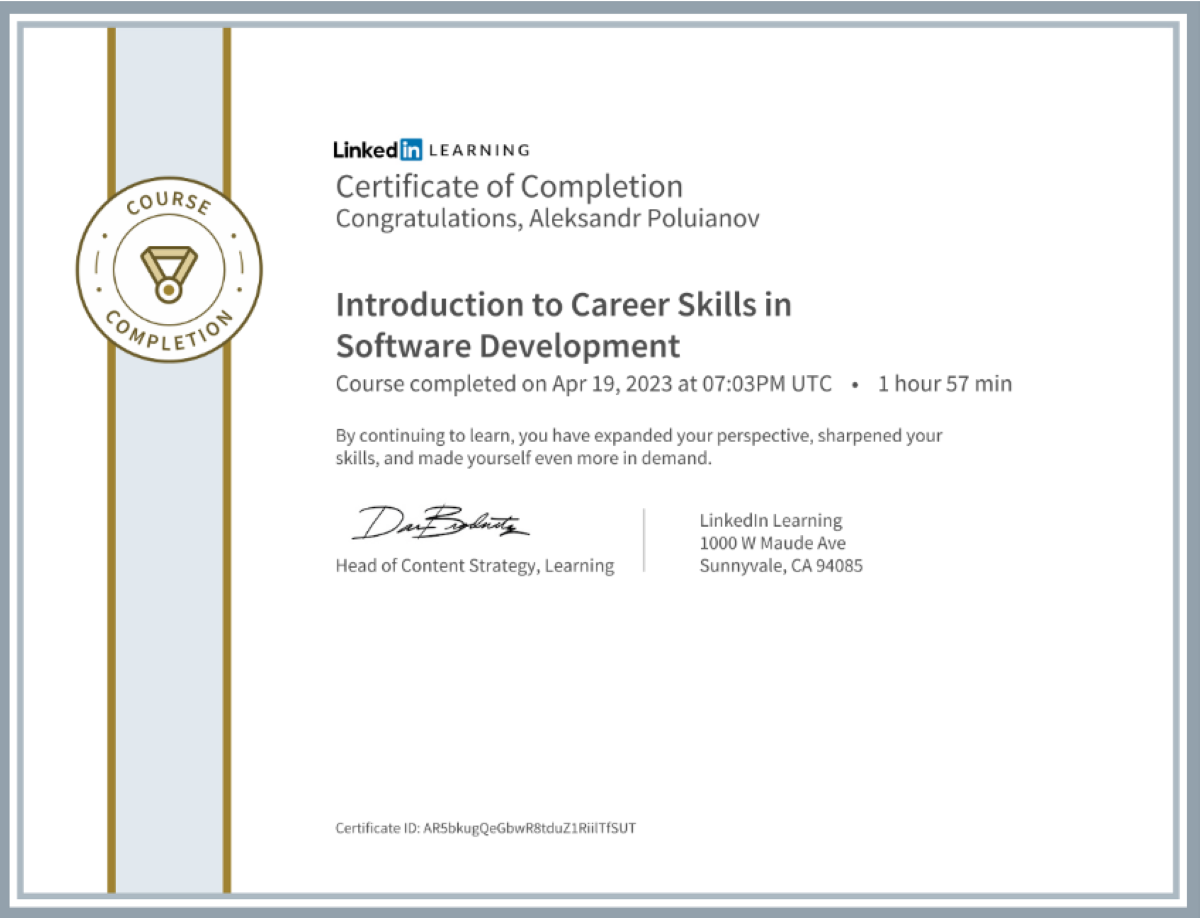 COURSE
COMPLETION
Linked in LEARNING
Certificate of Completion
Congratulations, Aleksandr Poluianov
Introduction to Career Skills in
Software Development
Course completed on Apr 19, 2023 at 07:03PM UTC • 1 hour 57 min
By continuing to learn, you have expanded your perspective, sharpened your
skills, and made yourself even more in demand.
Head of Content Strategy, Learning
LinkedIn Learning
1000 W Maude Ave
Sunnyvale, CA 94085
Certificate ID: AR5bkugQeGbwR8tduZ1RiilTfSUT